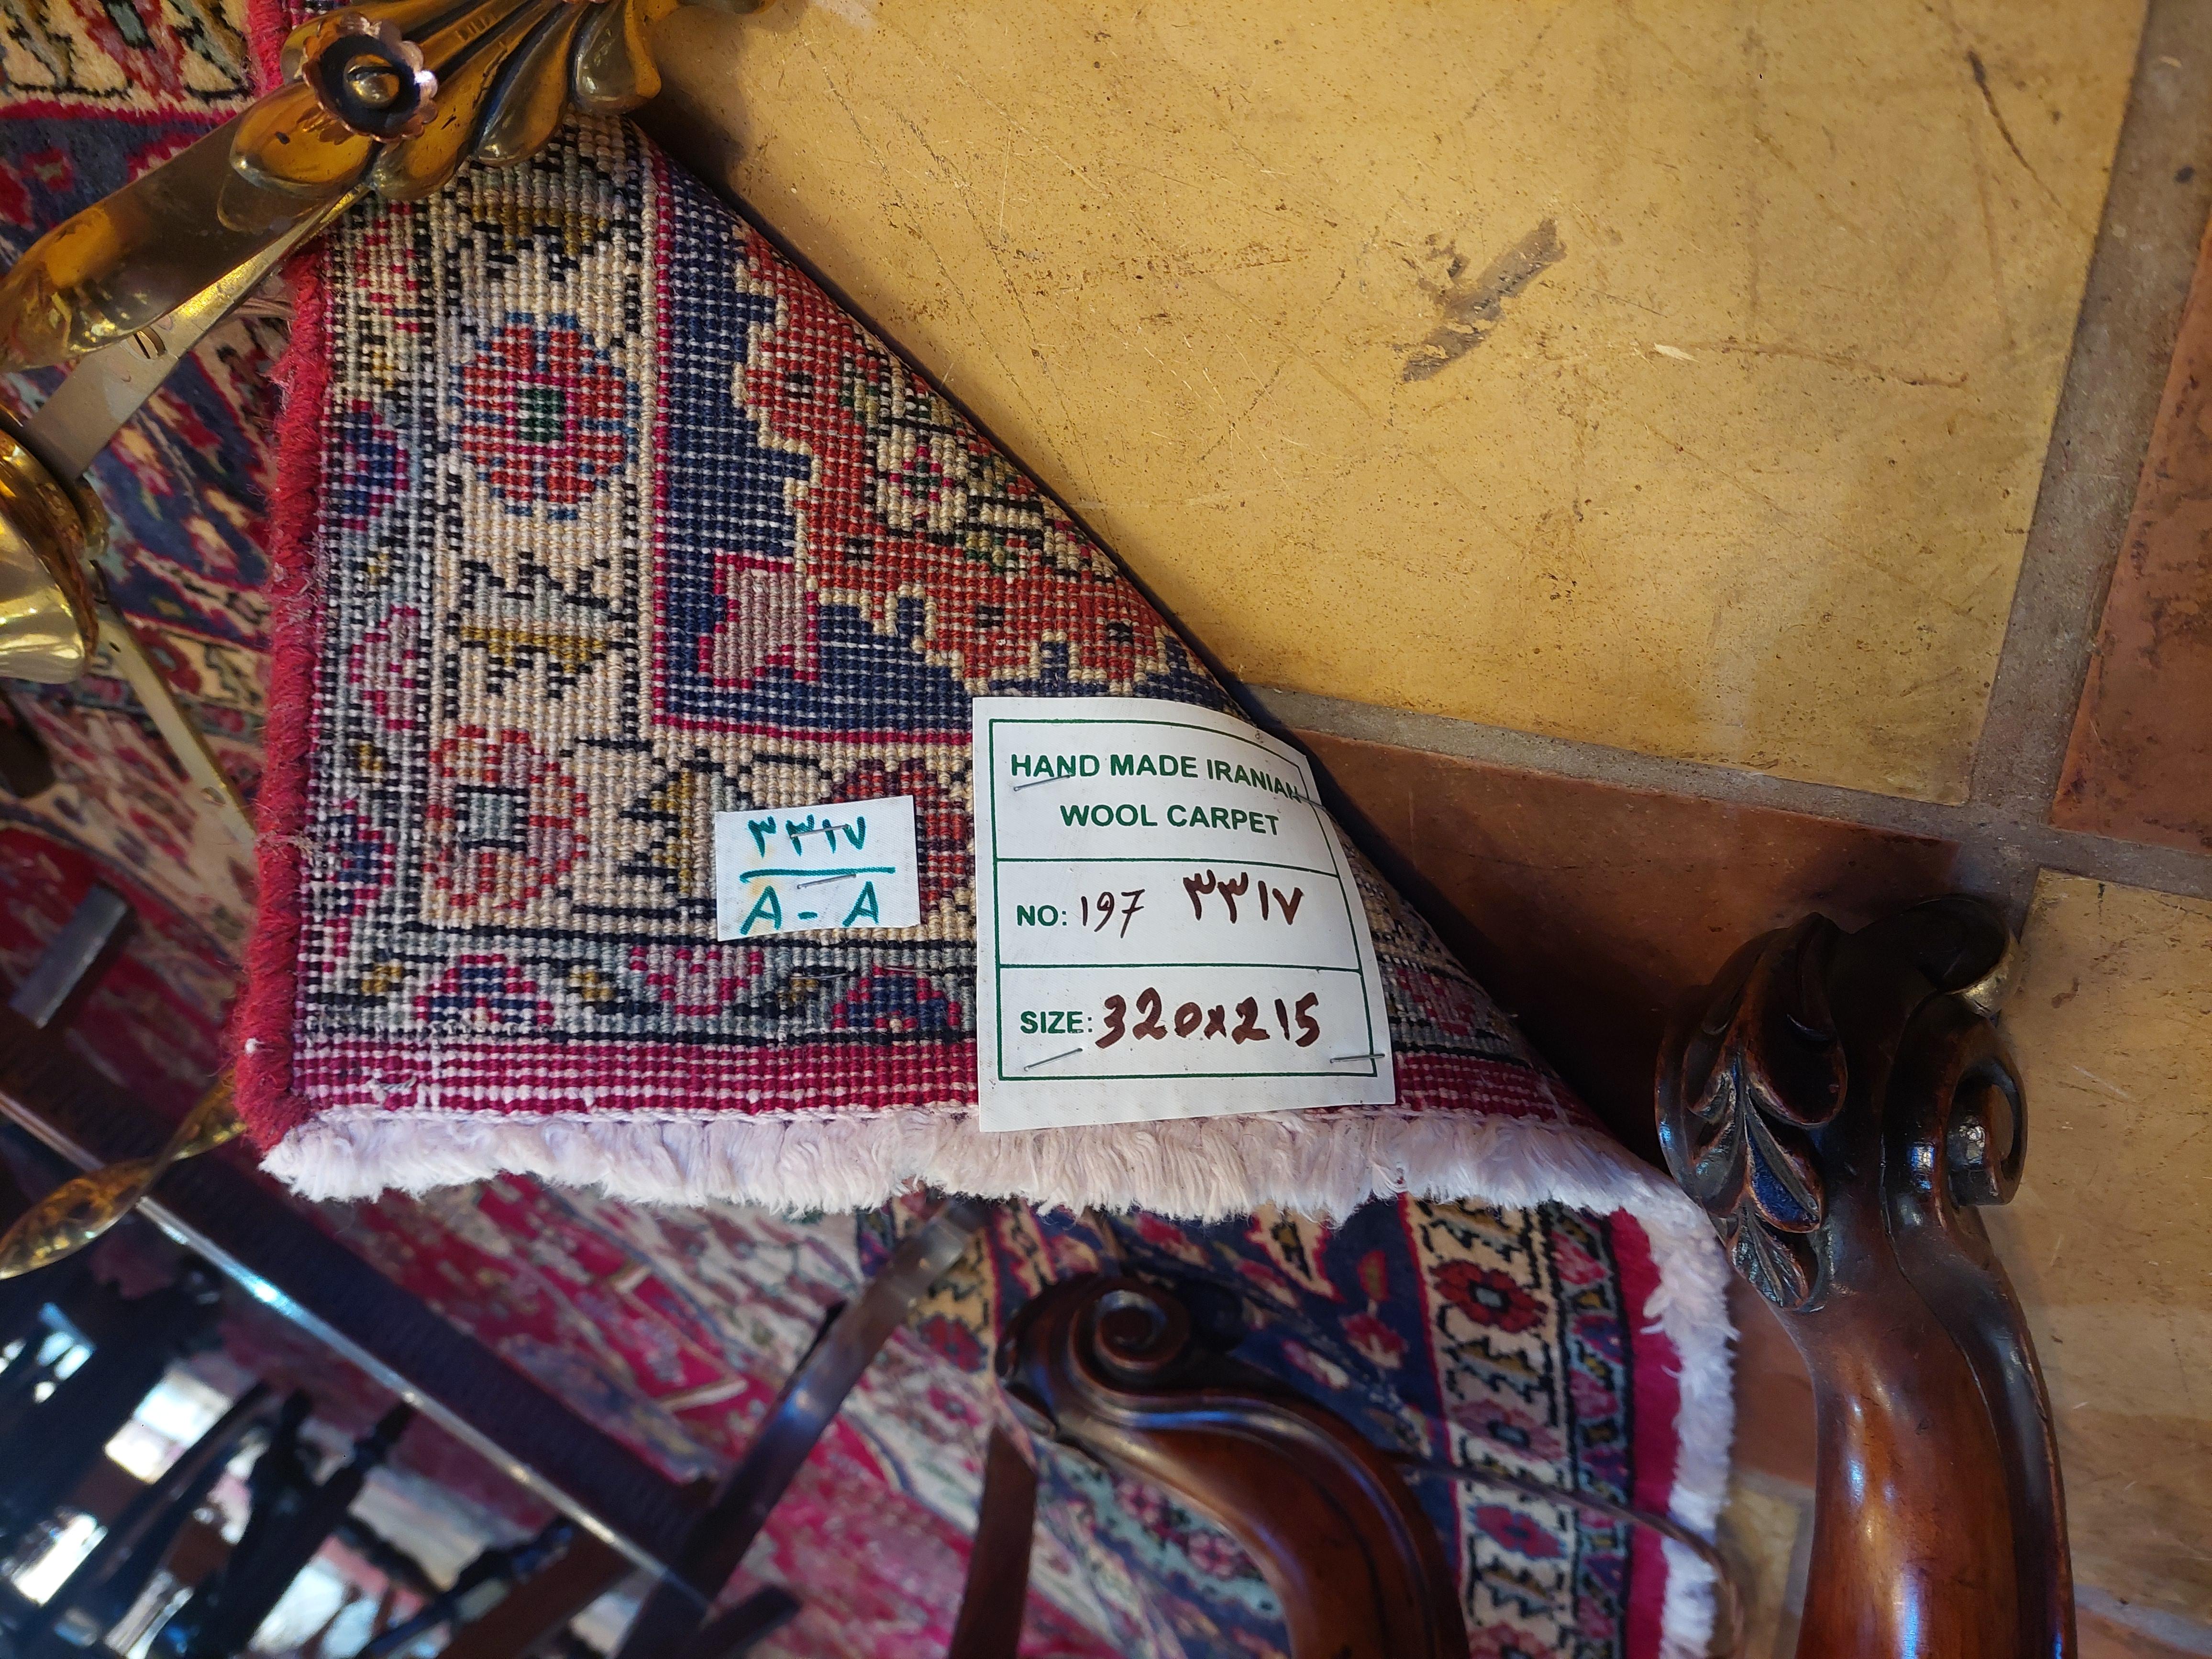 ۳۳۱۷
A - A
HAND MADE IRANIAN
WOOL CARPET
NO: 197 ۳۳۱۷
SIZE: 320x215